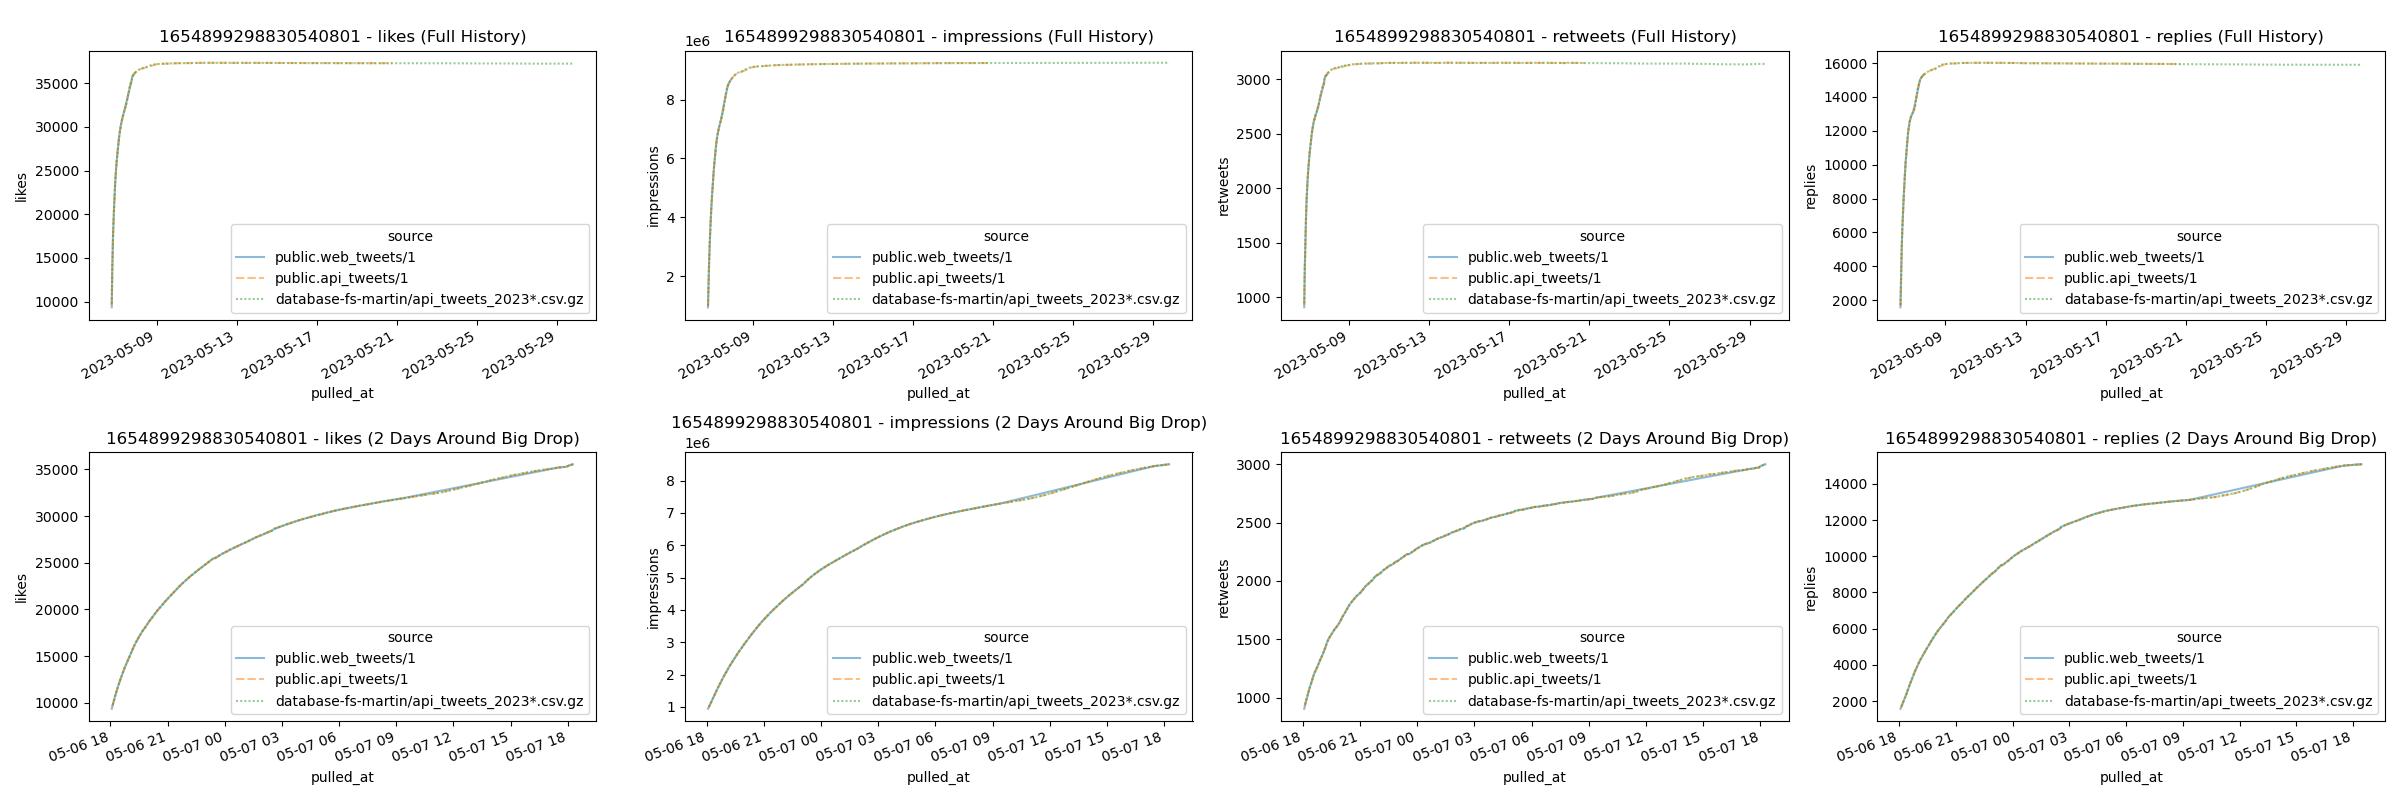 1654899298830540801 - likes (Full History)
35000
30000
25000
20000
15000
10000
likes
source
public.web_tweets/1
public.api_tweets/1
database-fs-martin/api_tweets_2023*.csv.gz
2023-05-09
2023-05-13
2023-05-17
2023-05-21
2023-05-25
2023-05-29
pulled_at
1e6
1654899298830540801 - impressions (Full History)
8
6
4
2
impressions
source
public.web_tweets/1
public.api_tweets/1
database-fs-martin/api_tweets_2023*.csv.gz
2023-05-09
2023-05-13
2023-05-17
2023-05-21
2023-05-25
2023-05-29
pulled_at
1654899298830540801 - retweets (Full History)
3000
2500
2000
1500
1000
retweets
source
public.web_tweets/1
public.api_tweets/1
database-fs-martin/api_tweets_2023*.csv.gz
2023-05-09
2023-05-13
2023-05-17
2023-05-21
2023-05-25
2023-05-29
pulled_at
1654899298830540801 - replies (Full History)
16000
14000
12000
10000
8000
6000
4000
2000
replies
source
public.web_tweets/1
public.api_tweets/1
database-fs-martin/api_tweets_2023*.csv.gz
2023-05-09
2023-05-13
2023-05-17
2023-05-21
2023-05-25
2023-05-29
pulled_at
1654899298830540801 - likes (2 Days Around Big Drop)
35000
30000
25000
20000
15000
10000
likes
source
public.web_tweets/1
public.api_tweets/1
database-fs-martin/api_tweets_2023*.csv.gz
05-06 18
05-06 21
05-07 00
05-07 03
05-07 06
05-07 09
05-07 12
05-07 15
05-07 18
pulled_at
1654899298830540801 - impressions (2 Days Around Big Drop)
1e6
8
7
6
5
4
3
2
1
impressions
source
public.web_tweets/1
public.api_tweets/1
database-fs-martin/api_tweets_2023*.csv.gz
05-06 18
05-06 21
05-07 00
05-07 03
05-07 06
05-07 09
05-07 12
05-07 15
05-07 18
pulled_at
1654899298830540801 - retweets (2 Days Around Big Drop)
3000
2500
2000
1500
1000
retweets
source
public.web_tweets/1
public.api_tweets/1
database-fs-martin/api_tweets_2023*.csv.gz
05-06 18
05-06 21
05-07 00
05-07 03
05-07 06
05-07 09
05-07 12
05-07 15
05-07 18
pulled_at
1654899298830540801 - replies (2 Days Around Big Drop)
14000
12000
10000
8000
6000
4000
2000
replies
source
public.web_tweets/1
public.api_tweets/1
database-fs-martin/api_tweets_2023*.csv.gz
05-06 18
05-06 21
05-07 00
05-07 03
05-07 06
05-07 09
05-07 12
05-07 15
05-07 18
pulled_at